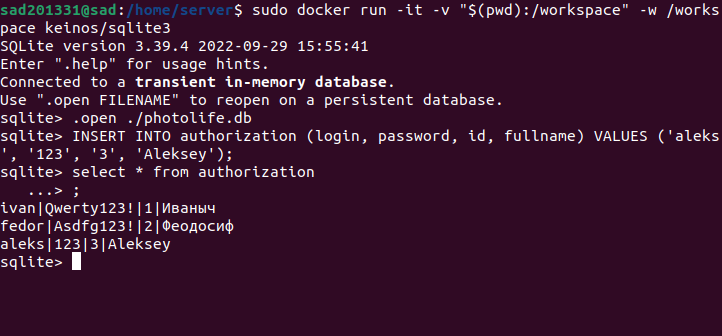 sad201331@sad:/home/server$ sudo docker run -it -v "$(pwd):/workspace" -w /works
pace keinos/sqlite3
SQLite version 3.39.4 2022-09-29 15:55:41
Enter ".help" for usage hints.
Connected to a transient in-memory database.
Use ".open FILENAME" to reopen on a persistent database.
sqlite> .open ./photolife.db
sqlite> INSERT INTO authorization (login, password, id, fullname) VALUES ('aleks
', '123', '3', 'Aleksey');
sqlite> select * from authorization
   ...> ;
ivan|Qwerty123!|1|Иваныч
fedor|Asdfg123!|2|Феодосиф
aleks|123|3|Aleksey
sqlite>